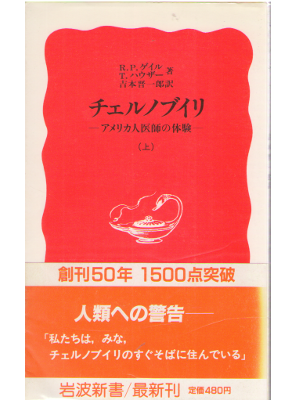 R.P.ゲイル
T.ハウザー 著
吉本晋一郎訳
チェルノブイリ
―アメリカ人医師の体験―
(上)
創刊50年 1500点突破
人類への警告―
「私たちは,みな,
チェルノブイリのすぐそばに住んでいる」
岩波新書/最新刊 定価480円